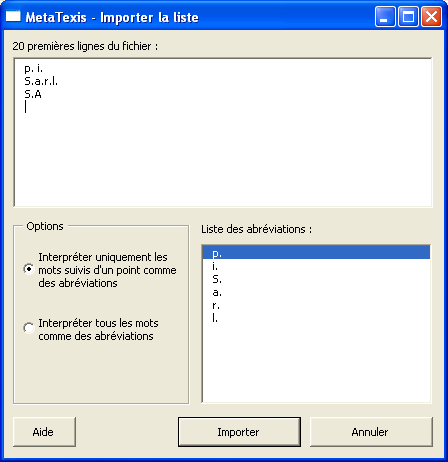 MetaTexis - Importer la liste
20 premières lignes du fichier :
p. i.
S.a.r.l.
S.A
Options
Interpréter uniquement les
mots suivis d'un point comme
des abréviations
Interpréter tous les mots
comme des abréviations
Liste des abréviations :
p.
i.
S.
a.
r.
l.
Aide
Importer
Annuler